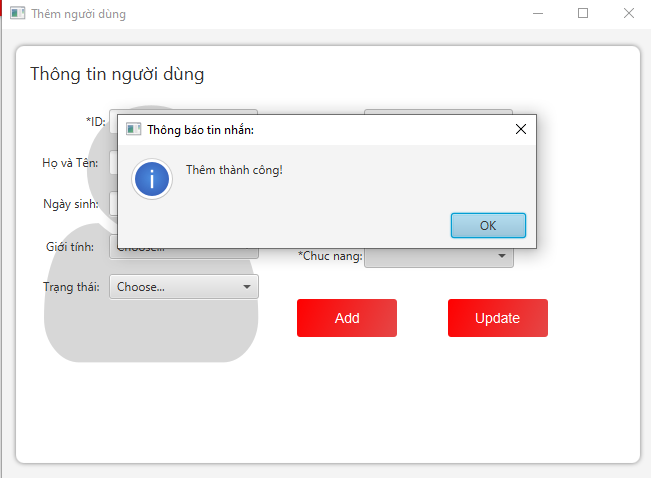 Thêm người dùng
Thông tin người dùng
*ID:
Thông báo tin nhắn:
Họ và Tên:
Thêm thành công!
Ngày sinh:
OK
Giới tính:
Choose...
*Chuc nang:
Trạng thái:
Choose...
Add
Update